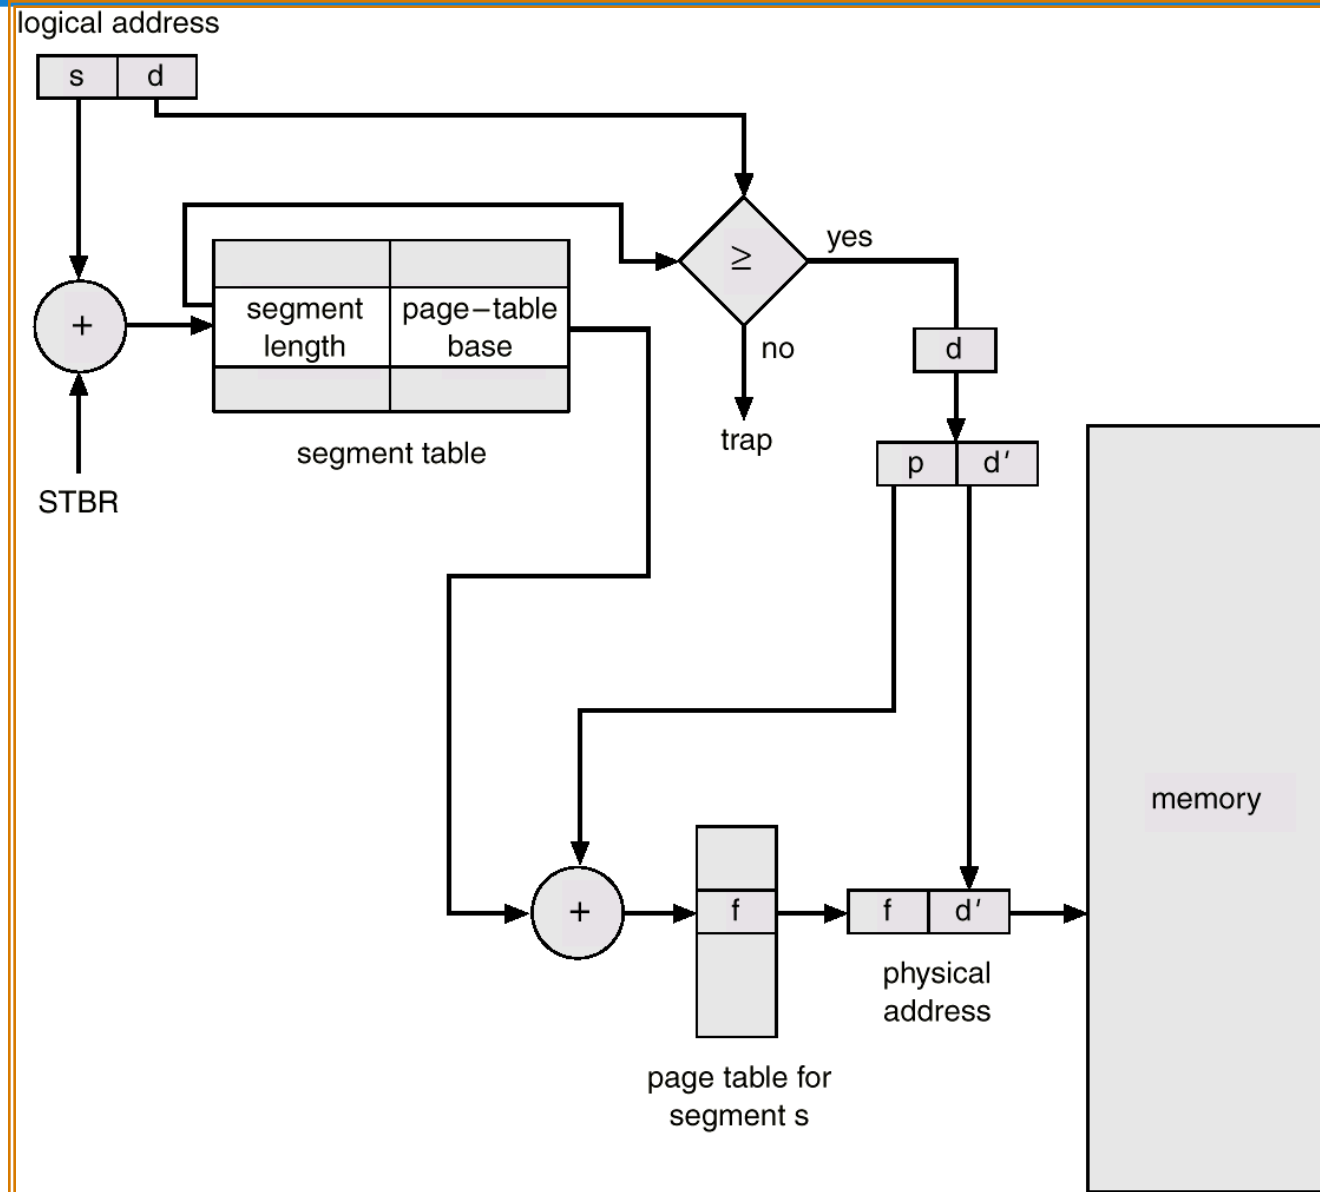 logical address
s d
≥
yes
+
segment length
page–table base
d
no
trap
segment table
p d′
STBR
memory
+
f
f d′
physical address
page table for segment s